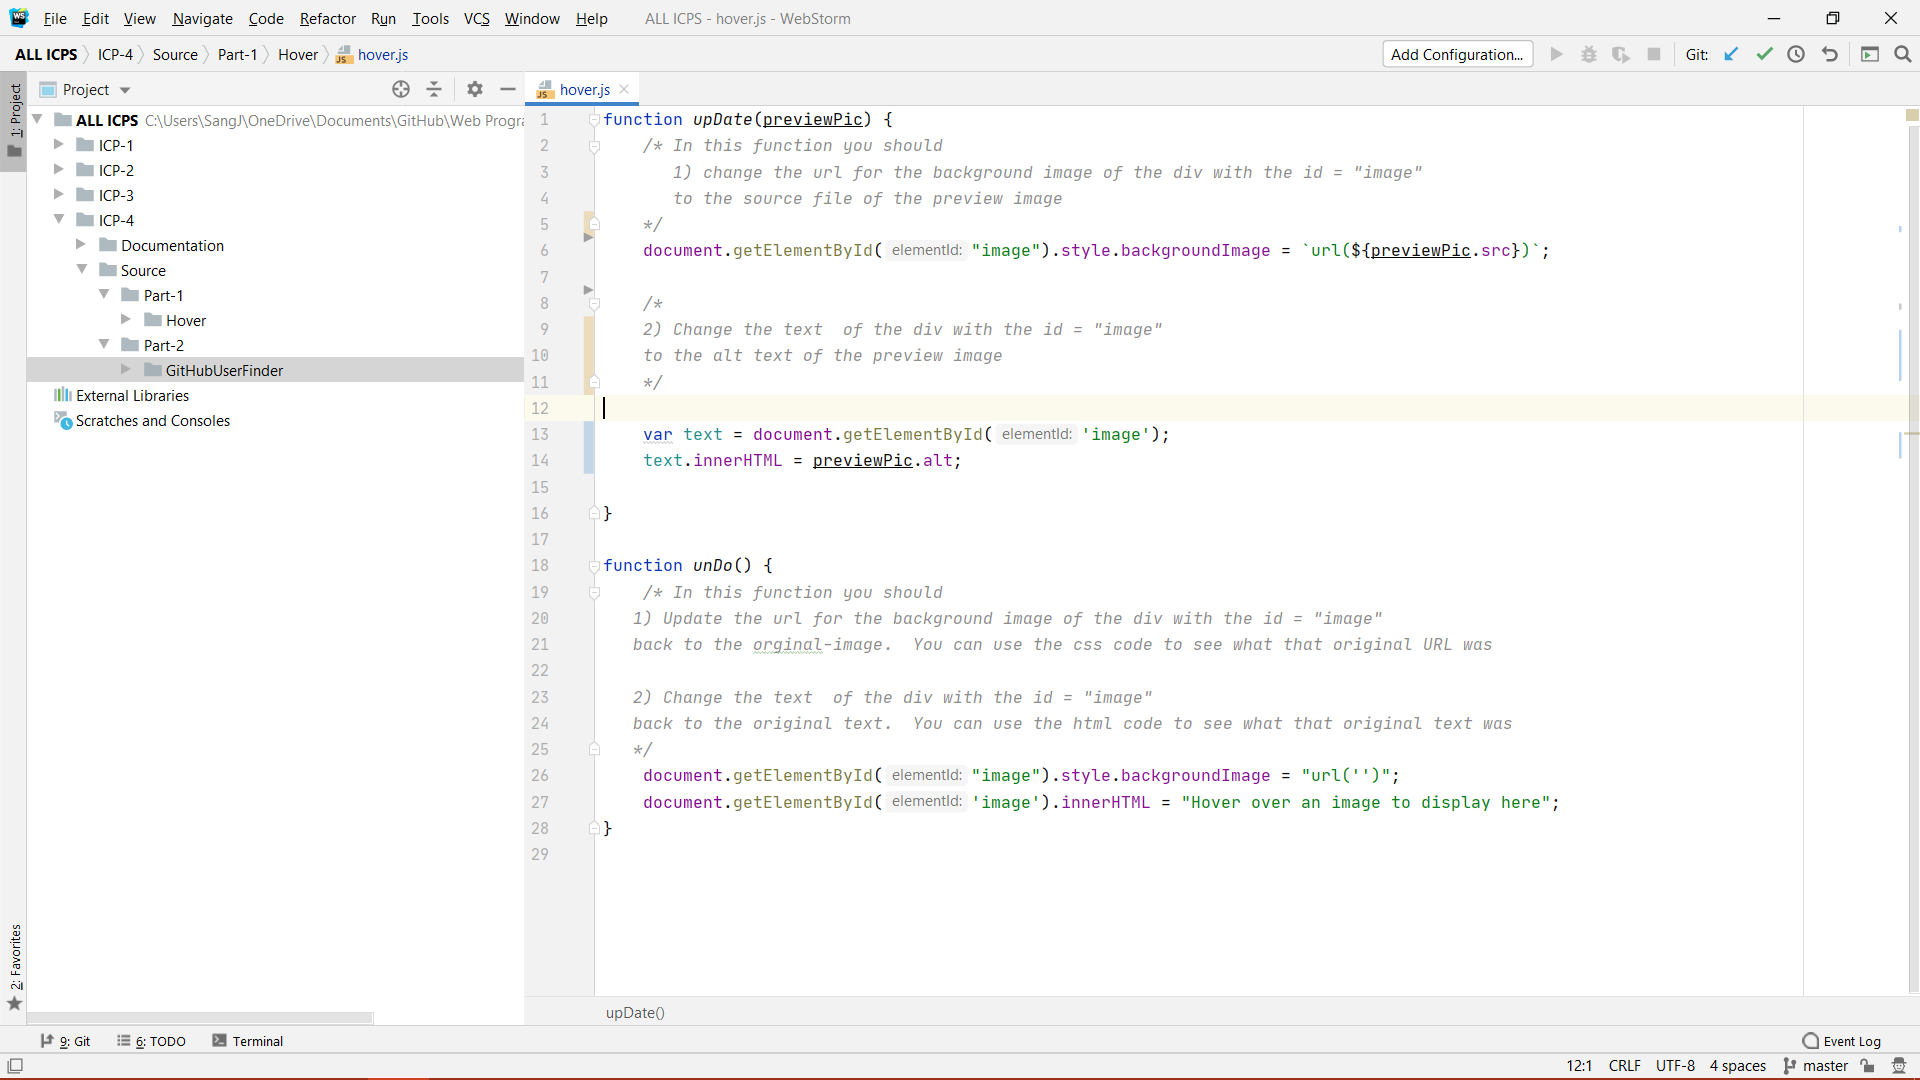 WS File Edit View Navigate Code Refactor Run Tools VCS Window Help ALL ICPS - hover.js - WebStorm
ALL ICPS ICP-4 Source Part-1 Hover JS hover.js Add Configuration... Git:
1: Project
Project
JS hover.js
ALL ICPS C:\Users\SangJ\OneDrive\Documents\GitHub\Web Progra
ICP-1
ICP-2
ICP-3
ICP-4
Documentation
Source
Part-1
Hover
Part-2
GitHubUserFinder
External Libraries
Scratches and Consoles
2: Favorites
1 function upDate(previewPic) {
2 /* In this function you should
3 1) change the url for the background image of the div with the id = "image"
4 to the source file of the preview image
5 */
6 document.getElementById( elementId: "image").style.backgroundImage = `url(${previewPic.src})`;
7
8 /*
9 2) Change the text  of the div with the id = "image"
10 to the alt text of the preview image
11 */
12
13 var text = document.getElementById( elementId: 'image');
14 text.innerHTML = previewPic.alt;
15
16 }
17
18 function unDo() {
19 /* In this function you should
20 1) Update the url for the background image of the div with the id = "image"
21 back to the orginal-image.  You can use the css code to see what that original URL was
22
23 2) Change the text  of the div with the id = "image"
24 back to the original text.  You can use the html code to see what that original text was
25 */
26 document.getElementById( elementId: "image").style.backgroundImage = "url('')";
27 document.getElementById( elementId: 'image').innerHTML = "Hover over an image to display here";
28 }
29
upDate()
9: Git 6: TODO Terminal Event Log
12:1 CRLF UTF-8 4 spaces master